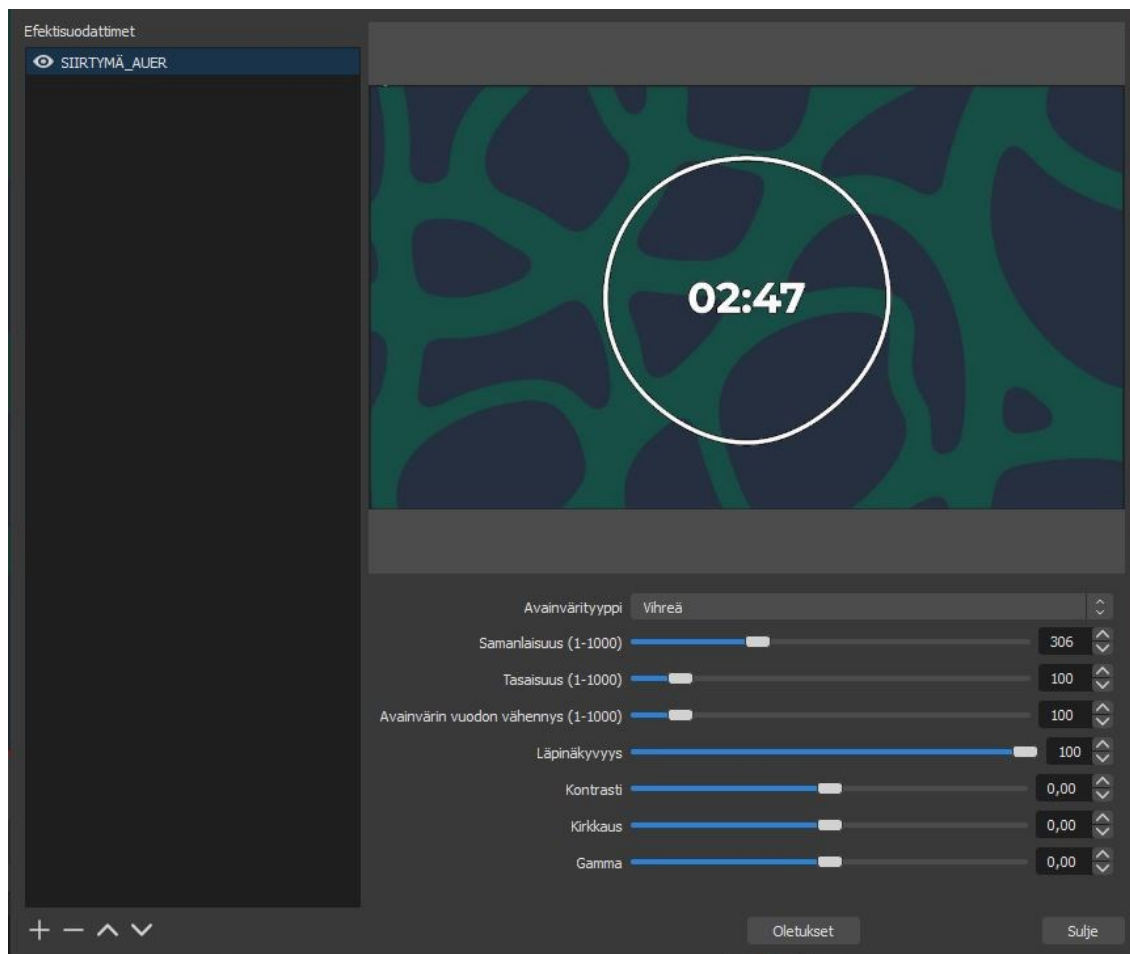 Efektisuodattimet
SIIRTYMÄ_AUER
02:47
Avainvärityyppi Vihreä
Samanlaisuus (1-1000) 306
Tasaisuus (1-1000) 100
Avainvärin vuodon vähennys (1-1000) 100
Läpinäkyvyys 100
Kontrasti 0,00
Kirkkaus 0,00
Gamma 0,00
Oletukset Sulje